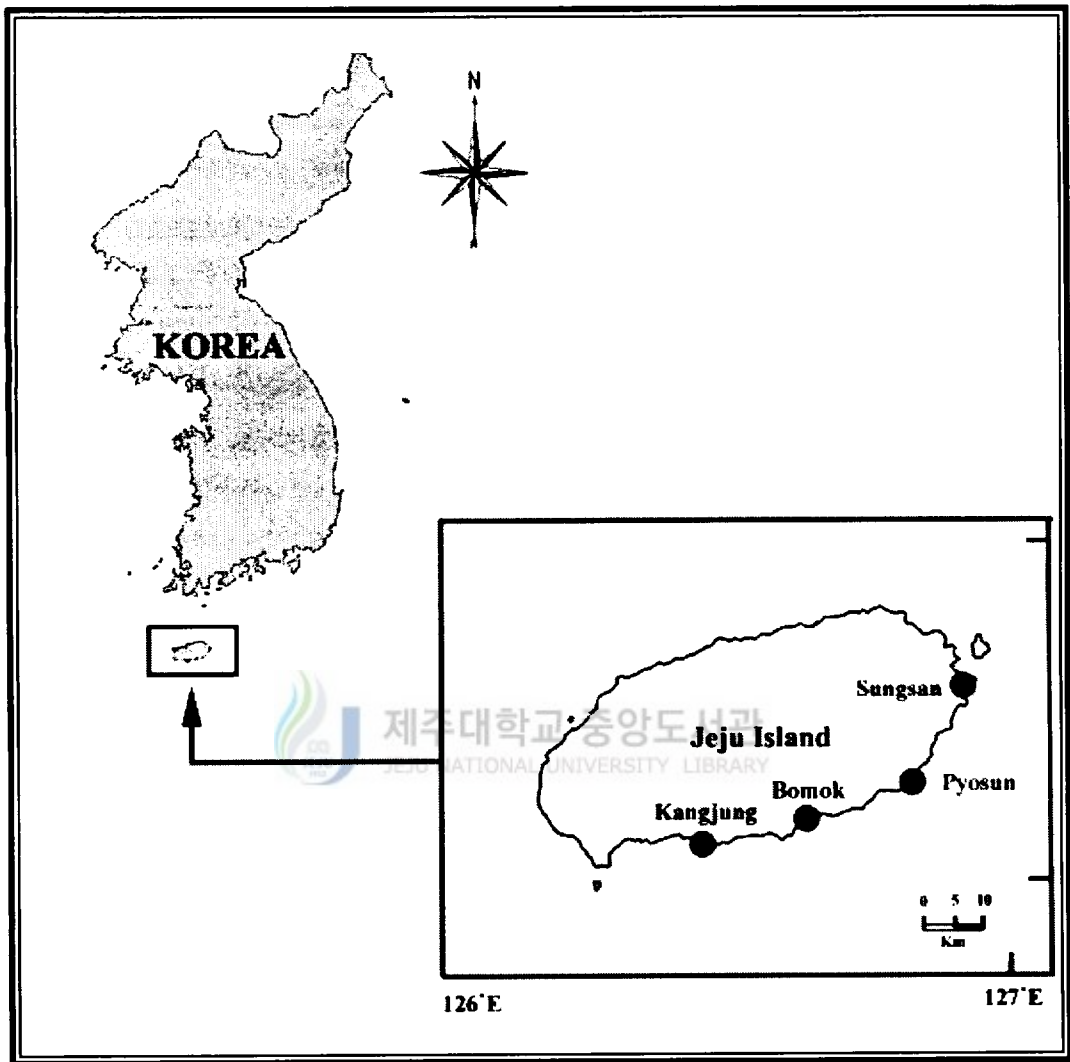 N
KOREA
Sungsan
제주대학교 중앙도서관
Jeju Island
JEJU NATIONAL UNIVERSITY LIBRARY
Pyosun
Bomok
Kangjung
0 5 10
Km
126°E
127°E